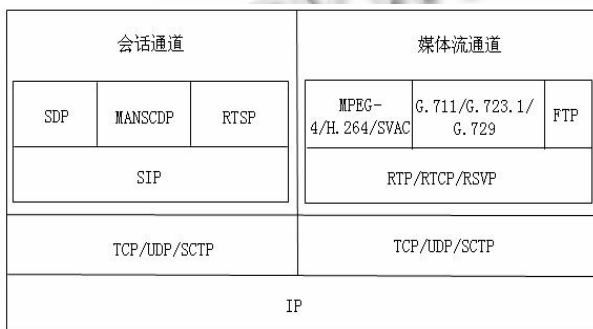 会话通道
媒体流通道
SDP
MANSCDP
RTSP
MPEG-
4/H.264/SVAC
G.711/G.723.1/
G.729
FTP
SIP
RTP/RTCP/RSVP
TCP/UDP/SCTP
TCP/UDP/SCTP
IP